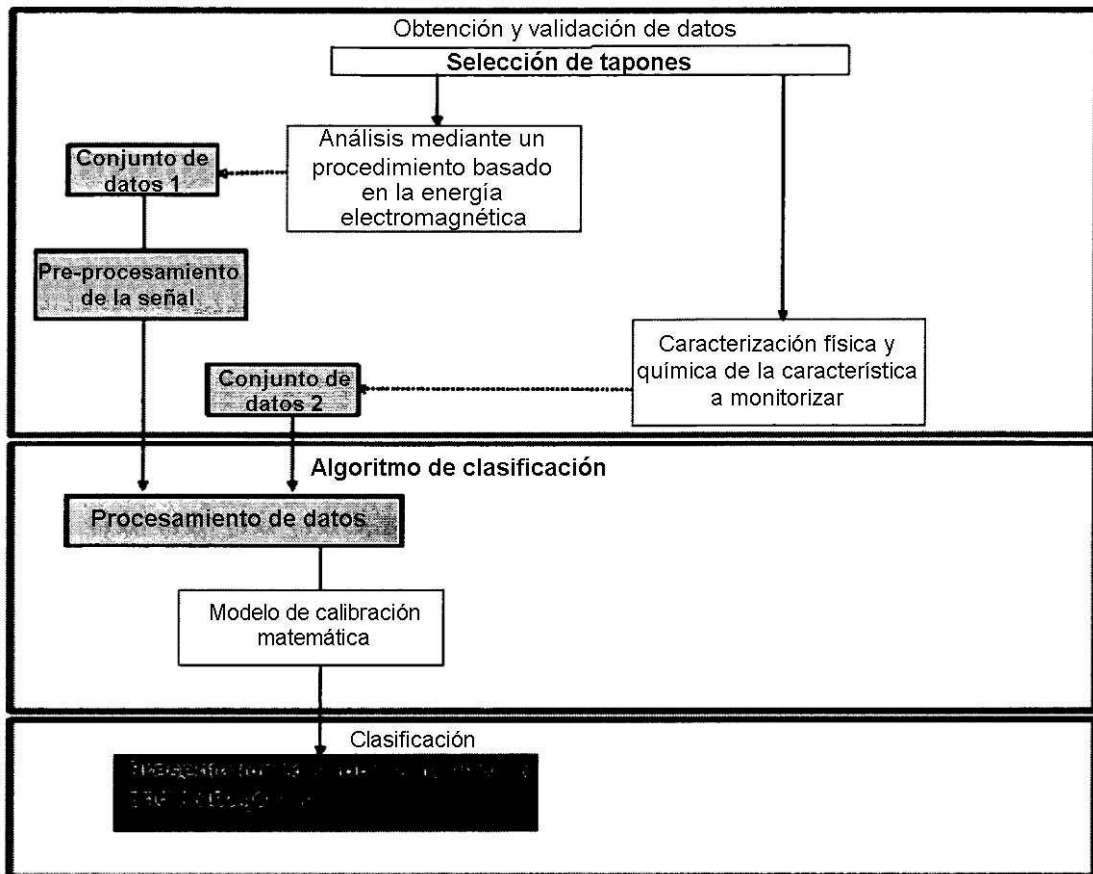 Obtención y validación de datos
Selección de tapones
Análisis mediante un
procedimiento basado
en la energía
electromagnética
Conjunto de
datos 1
Pre-procesamiento
de la señal
Caracterización física y
química de la característica
a monitorizar
Conjunto de
datos 2
Algoritmo de clasificación
Procesamiento de datos
Modelo de calibración
matemática
Clasificación